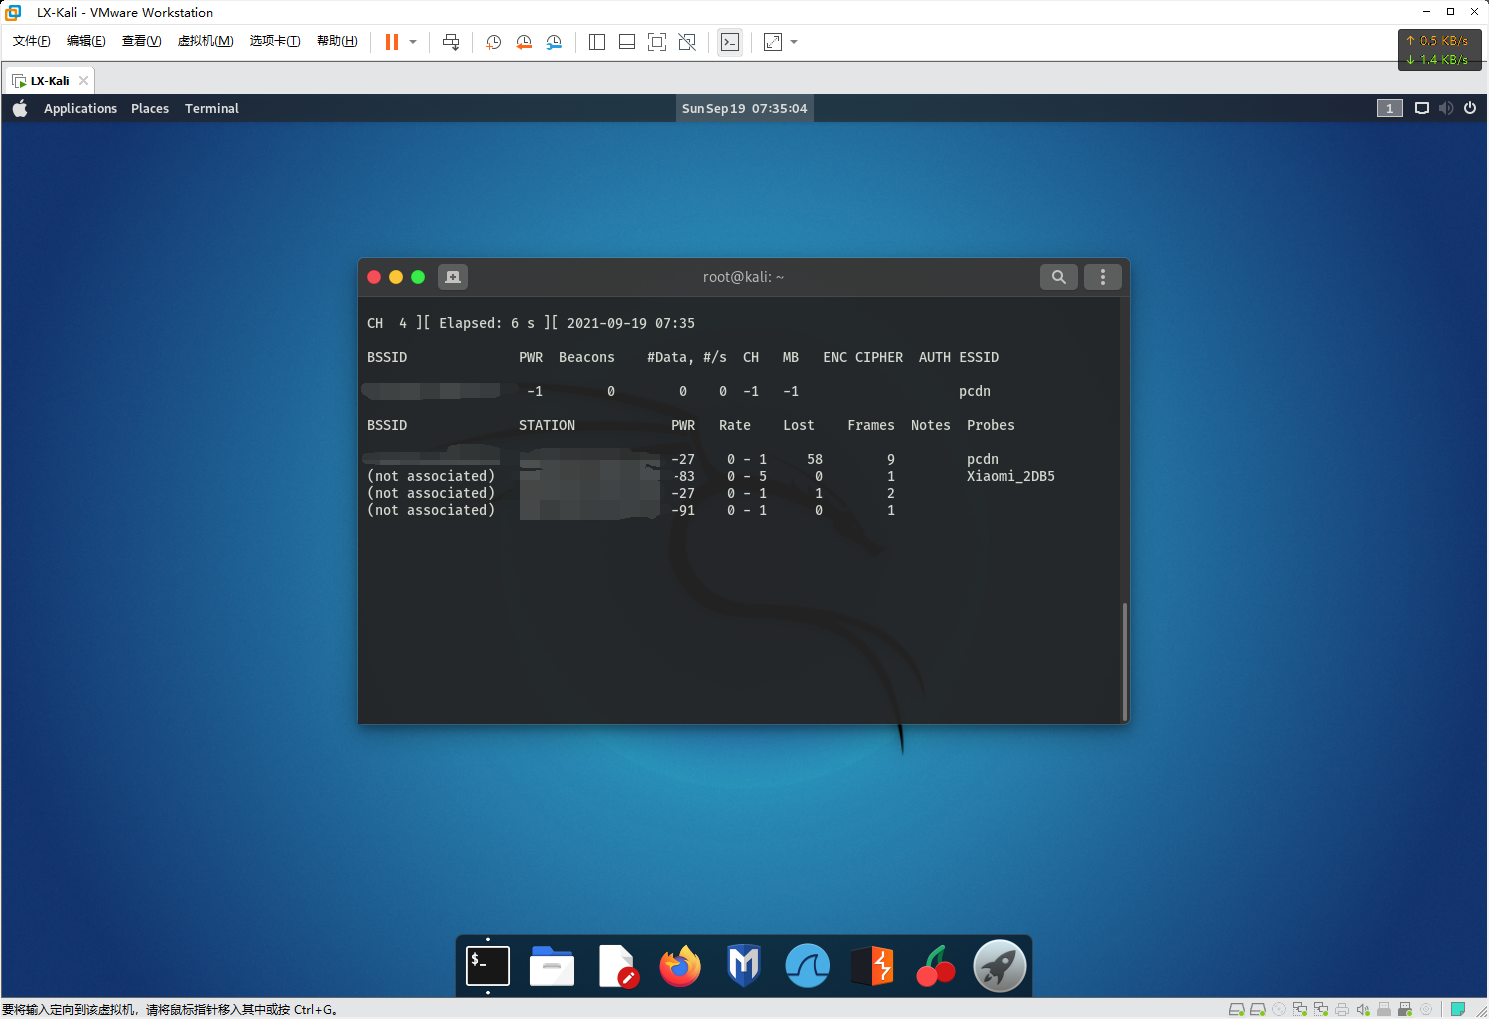 LX-Kali - VMware Workstation
文件(F) 编辑(E) 查看(V) 虚拟机(M) 选项卡(T) 帮助(H)
↑ 0.5 KB/s
↓ 1.4 KB/s
LX-Kali
Applications Places Terminal Sun Sep 19 07:35:04 1
root@kali: ~
CH 4 ][ Elapsed: 6 s ][ 2021-09-19 07:35
BSSID PWR Beacons #Data, #/s CH MB ENC CIPHER AUTH ESSID
-1 0 0 0 -1 -1 pcdn
BSSID STATION PWR Rate Lost Frames Notes Probes
-27 0 - 1 58 9 pcdn
(not associated) -83 0 - 5 0 1 Xiaomi_2DB5
(not associated) -27 0 - 1 1 2
(not associated) -91 0 - 1 0 1
$_
要将输入定向到该虚拟机，请将鼠标指针移入其中或按 Ctrl+G。